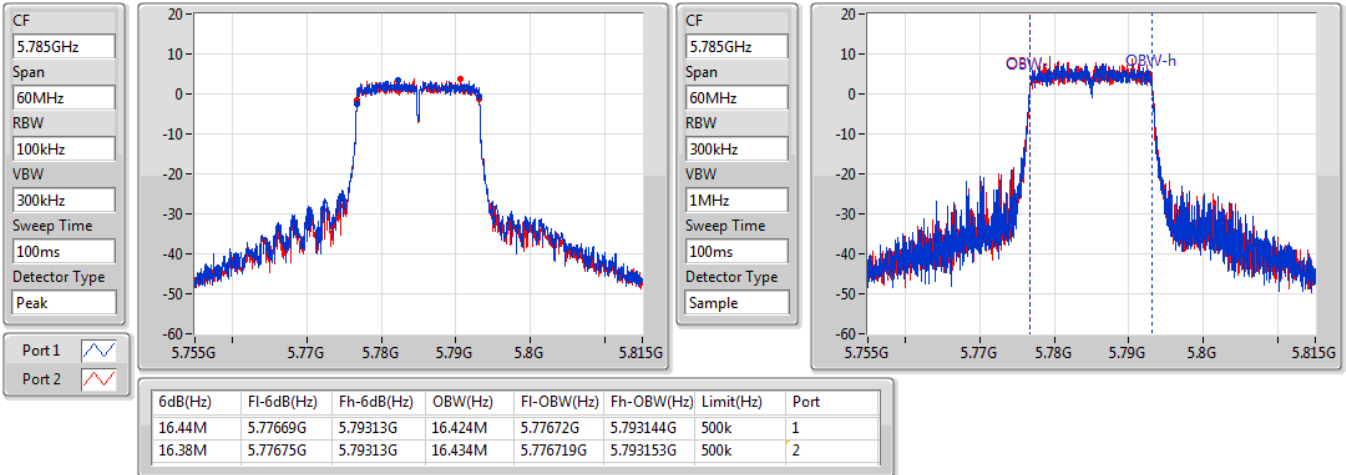 CF
5.785GHz
Span
60MHz
RBW
100kHz
VBW
300kHz
Sweep Time
100ms
Detector Type
Peak
Port 1
Port 2
20
10
0
-10
-20
-30
-40
-50
-60
5.755G 5.77G 5.78G 5.79G 5.8G 5.815G
CF
5.785GHz
Span
60MHz
RBW
300kHz
VBW
1MHz
Sweep Time
100ms
Detector Type
Sample
20
10
0
-10
-20
-30
-40
-50
-60
OBW-l OBW-h
5.755G 5.77G 5.78G 5.79G 5.8G 5.815G
6dB(Hz) Fl-6dB(Hz) Fh-6dB(Hz) OBW(Hz) Fl-OBW(Hz) Fh-OBW(Hz) Limit(Hz) Port
16.44M 5.77669G 5.79313G 16.424M 5.77672G 5.793144G 500k 1
16.38M 5.77675G 5.79313G 16.434M 5.776719G 5.793153G 500k 2